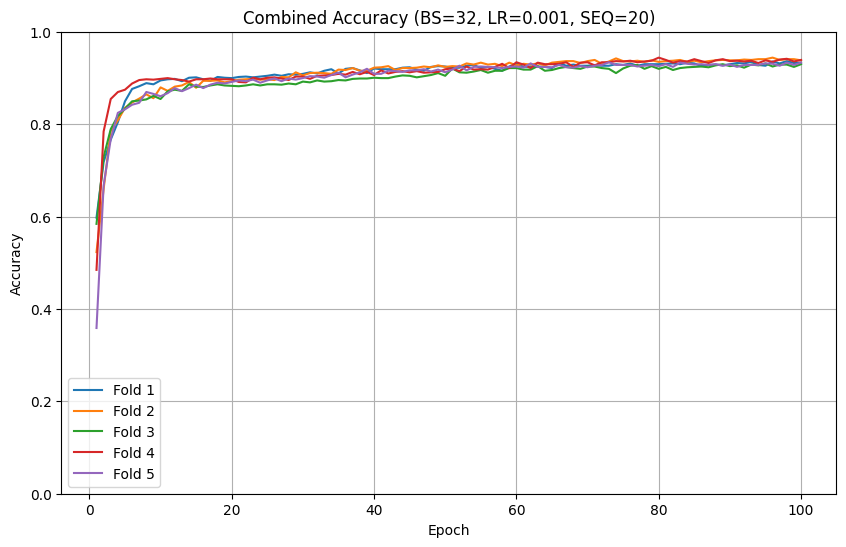 Combined Accuracy (BS=32, LR=0.001, SEQ=20)
1.0
0.8
0.6
0.4
0.2
0.0
Accuracy
Fold 1
Fold 2
Fold 3
Fold 4
Fold 5
0 20 40 60 80 100
Epoch